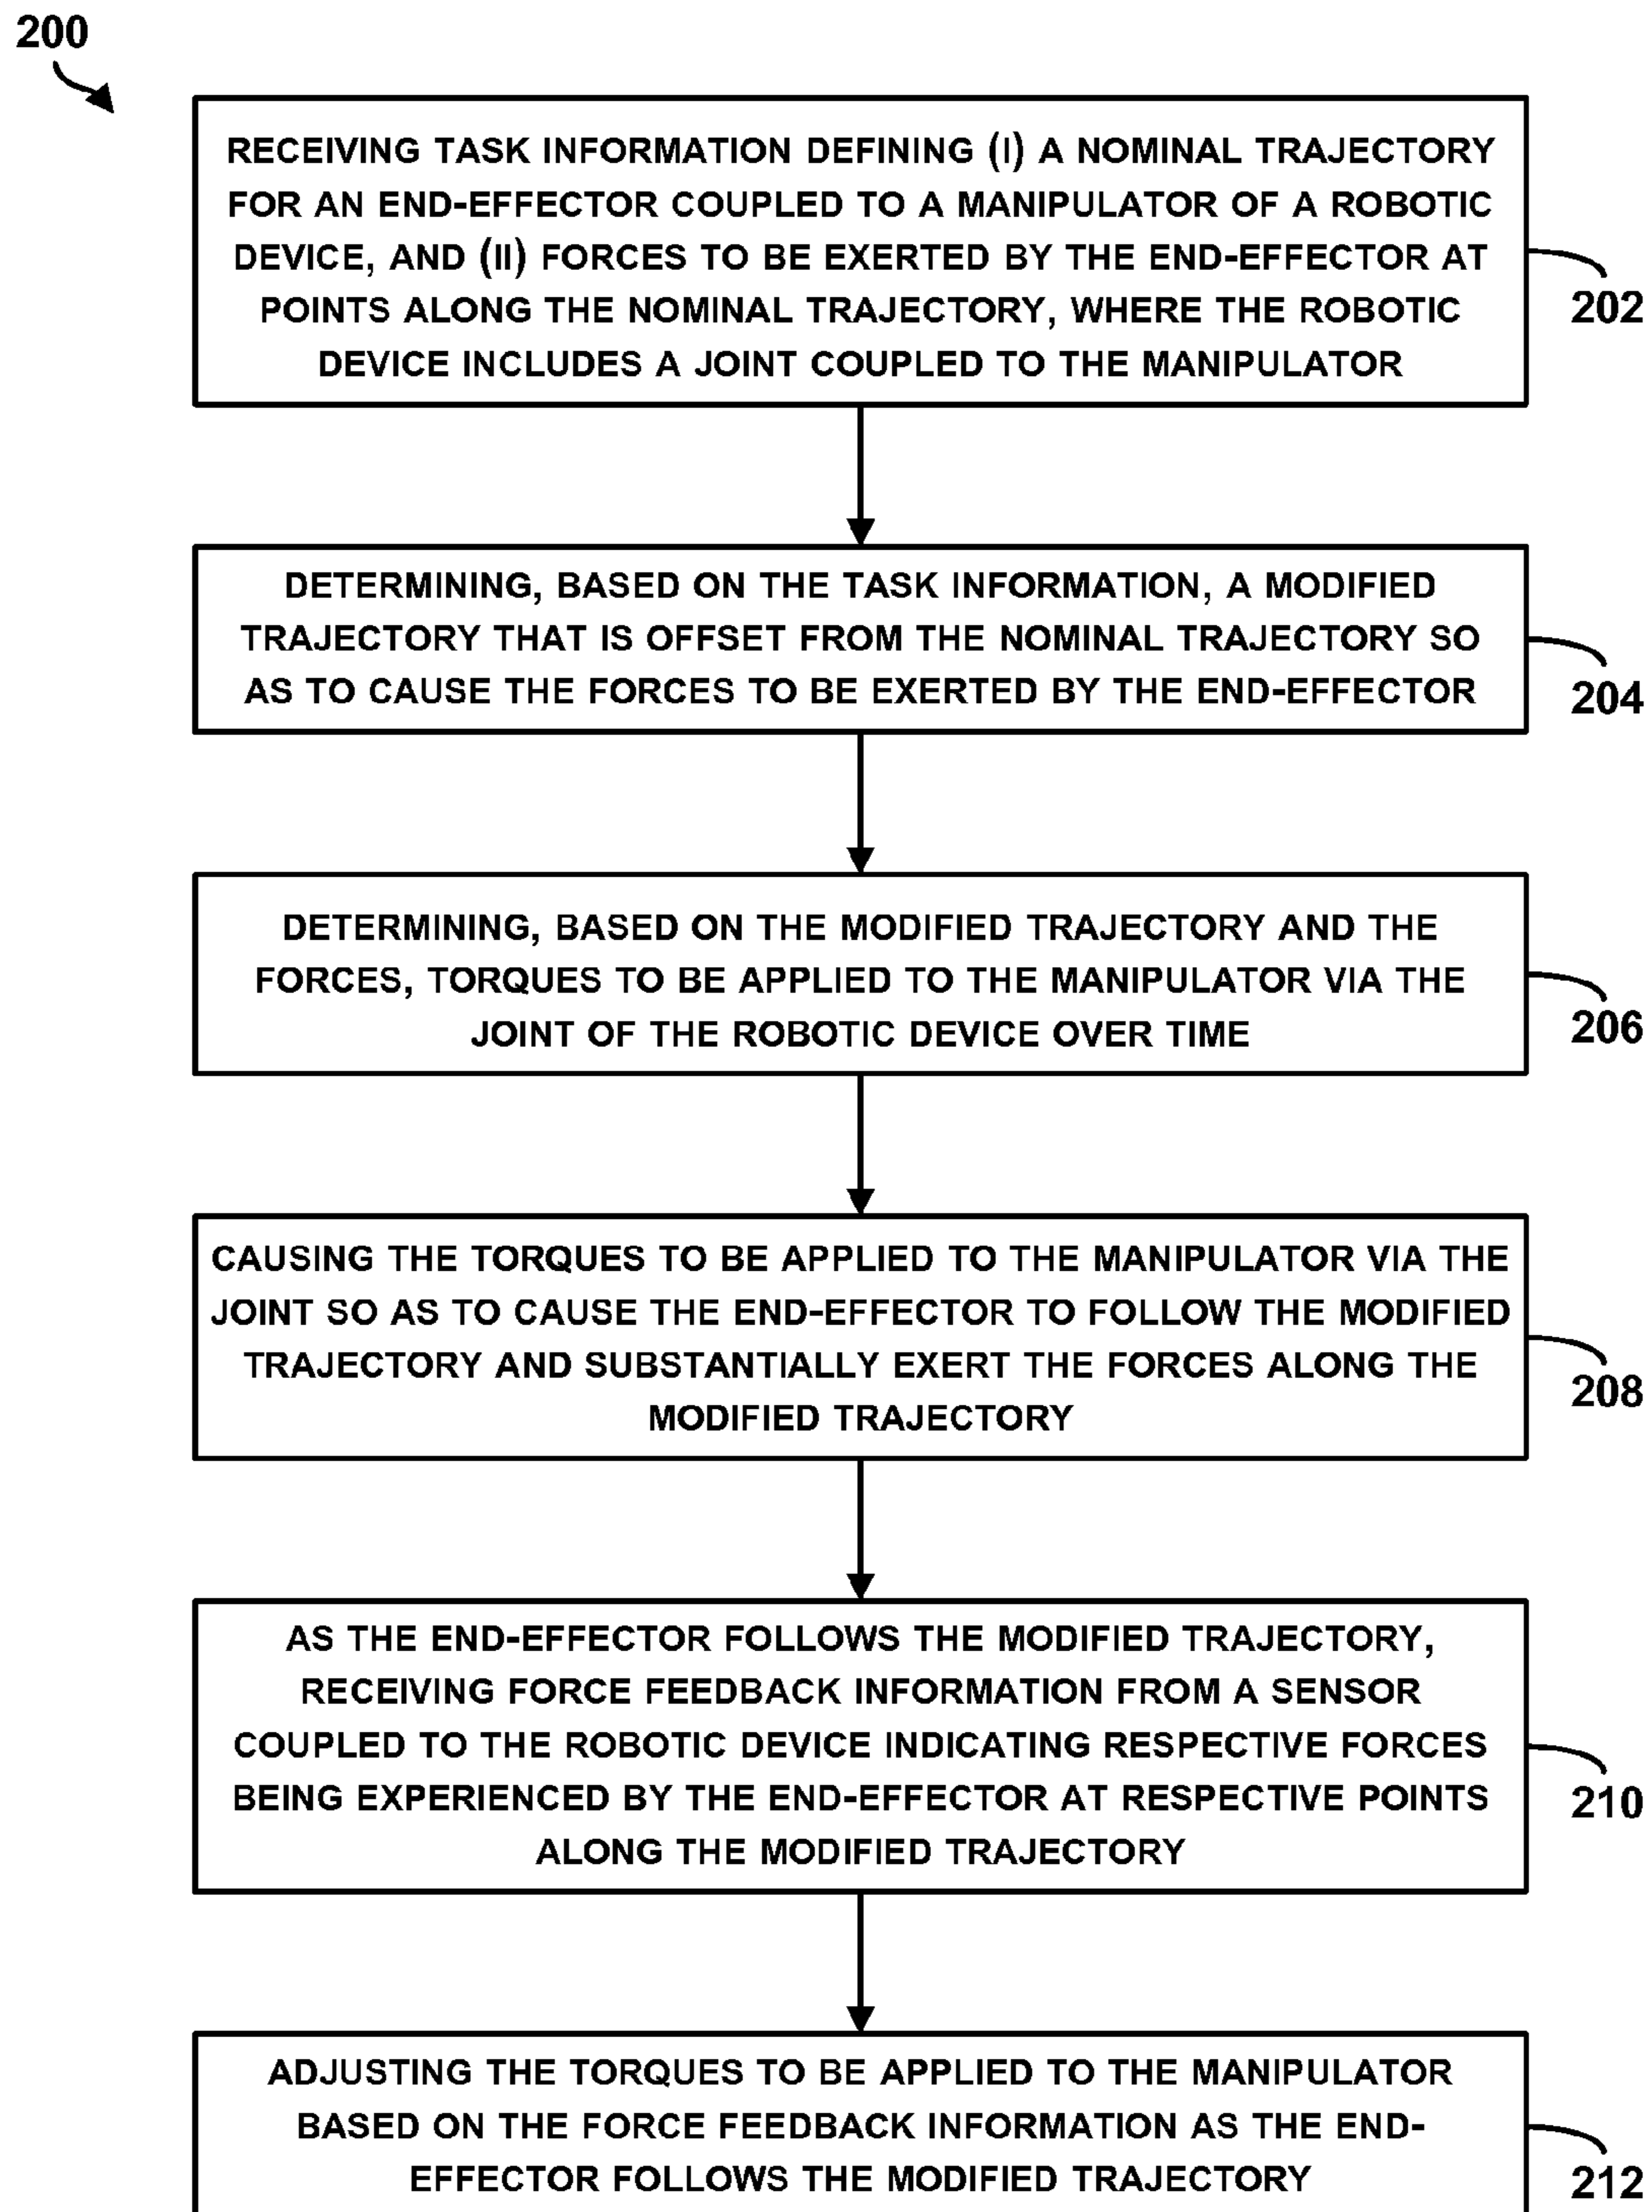 200
RECEIVING TASK INFORMATION DEFINING (I) A NOMINAL TRAJECTORY
FOR AN END-EFFECTOR COUPLED TO A MANIPULATOR OF A ROBOTIC
DEVICE, AND (II) FORCES TO BE EXERTED BY THE END-EFFECTOR AT
POINTS ALONG THE NOMINAL TRAJECTORY, WHERE THE ROBOTIC
DEVICE INCLUDES A JOINT COUPLED TO THE MANIPULATOR
202
DETERMINING, BASED ON THE TASK INFORMATION, A MODIFIED
TRAJECTORY THAT IS OFFSET FROM THE NOMINAL TRAJECTORY SO
AS TO CAUSE THE FORCES TO BE EXERTED BY THE END-EFFECTOR
204
DETERMINING, BASED ON THE MODIFIED TRAJECTORY AND THE
FORCES, TORQUES TO BE APPLIED TO THE MANIPULATOR VIA THE
JOINT OF THE ROBOTIC DEVICE OVER TIME
206
CAUSING THE TORQUES TO BE APPLIED TO THE MANIPULATOR VIA THE
JOINT SO AS TO CAUSE THE END-EFFECTOR TO FOLLOW THE MODIFIED
TRAJECTORY AND SUBSTANTIALLY EXERT THE FORCES ALONG THE
MODIFIED TRAJECTORY
208
AS THE END-EFFECTOR FOLLOWS THE MODIFIED TRAJECTORY,
RECEIVING FORCE FEEDBACK INFORMATION FROM A SENSOR
COUPLED TO THE ROBOTIC DEVICE INDICATING RESPECTIVE FORCES
BEING EXPERIENCED BY THE END-EFFECTOR AT RESPECTIVE POINTS
ALONG THE MODIFIED TRAJECTORY
210
ADJUSTING THE TORQUES TO BE APPLIED TO THE MANIPULATOR
BASED ON THE FORCE FEEDBACK INFORMATION AS THE END-
EFFECTOR FOLLOWS THE MODIFIED TRAJECTORY
212